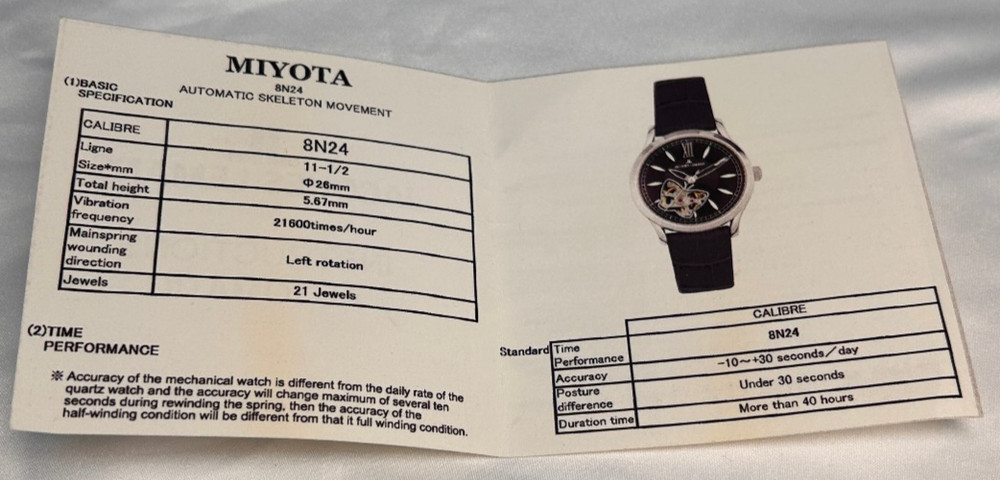 MIYOTA
8N24
AUTOMATIC SKELETON MOVEMENT
(1)BASIC
SPECIFICATION
CALIBRE 8N24
Ligne 11-1/2
Size*mm Φ26mm
Total height 5.67mm
Vibration
frequency 21600times/hour
Mainspring
wounding
direction Left rotation
Jewels 21 Jewels
(2)TIME
PERFORMANCE
※ Accuracy of the mechanical watch is different from the daily rate of the
quartz watch and the accuracy will change maximum of several ten
seconds during rewinding the spring, then the accuracy of the
half-winding condition will be different from that it full winding condition.
CALIBRE
8N24
Standard Time
Performance
Accuracy -10～+30 seconds／day
Posture
difference Under 30 seconds
Duration time More than 40 hours